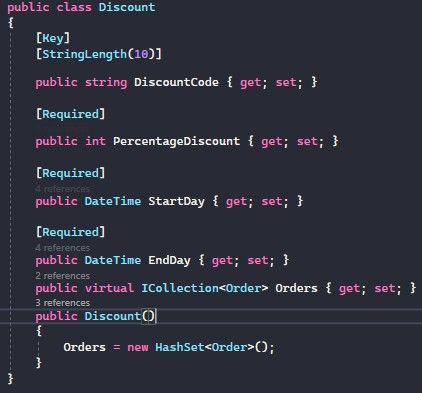 public class Discount
{
[Key]
[StringLength(10)]
public string DiscountCode { get; set; }
[Required]
public int PercentageDiscount { get; set; }
[Required]
4 references
public DateTime StartDay { get; set; }
[Required]
4 references
public DateTime EndDay { get; set; }
2 references
public virtual ICollection<Order> Orders { get; set; }
3 references
public Discount()
{
Orders = new HashSet<Order>();
}
}